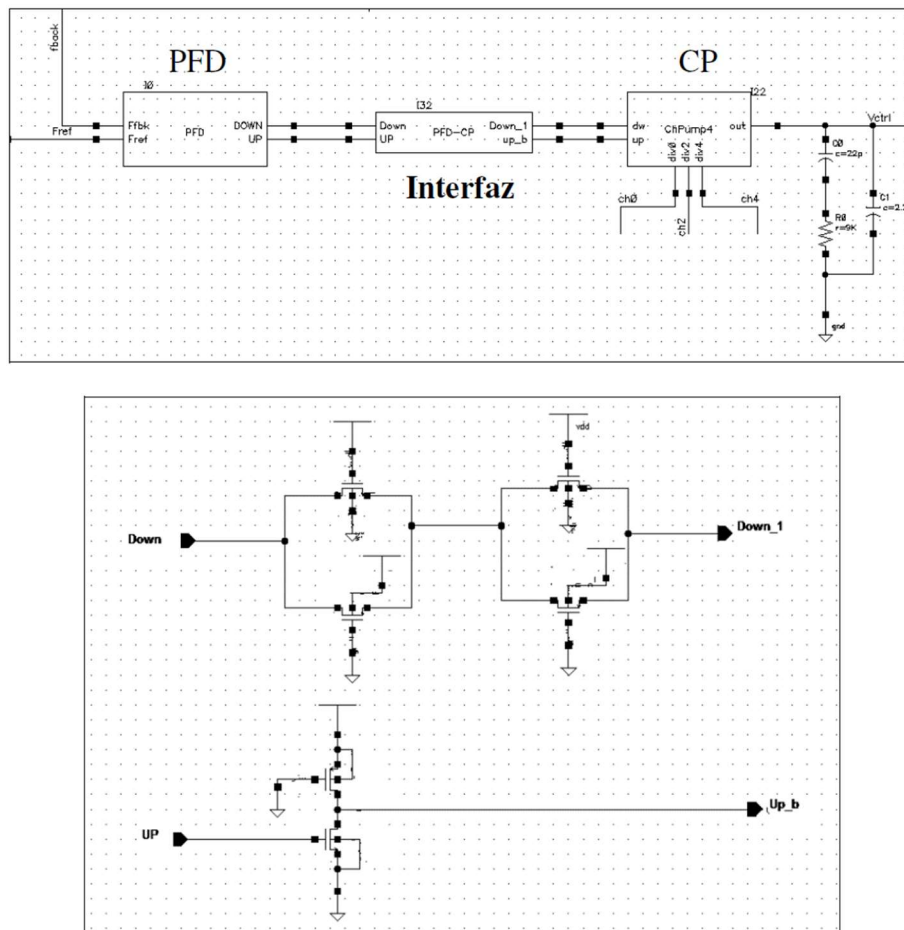 fback
PFD
CP
I0
I32
I22
Fref
Ffbk
Fref
PFD
DOWN
UP
Down
UP
PFD-CP
Down_1
up_b
dw
up
ChPump4
out
div0
div2
div4
Vctrl
C0
c=22p
R0
r=9K
C1
c=2.
gnd
Interfaz
ch0
ch2
ch4
vdd
Down
Down_1
UP
Up_b